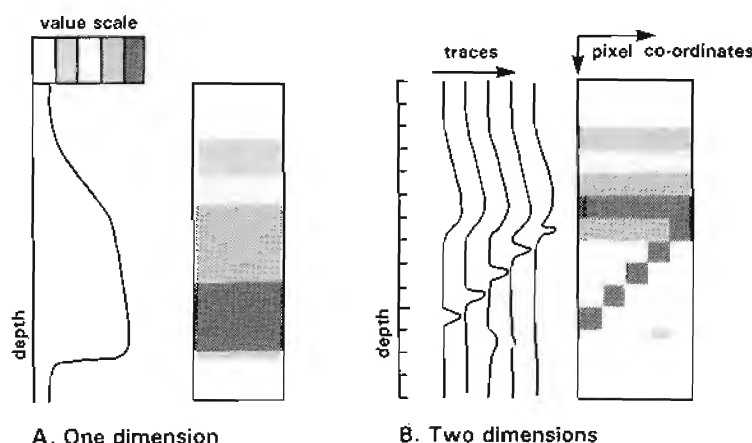 value scale
depth
A. One dimension
traces
pixel co-ordinates
depth
B. Two dimensions